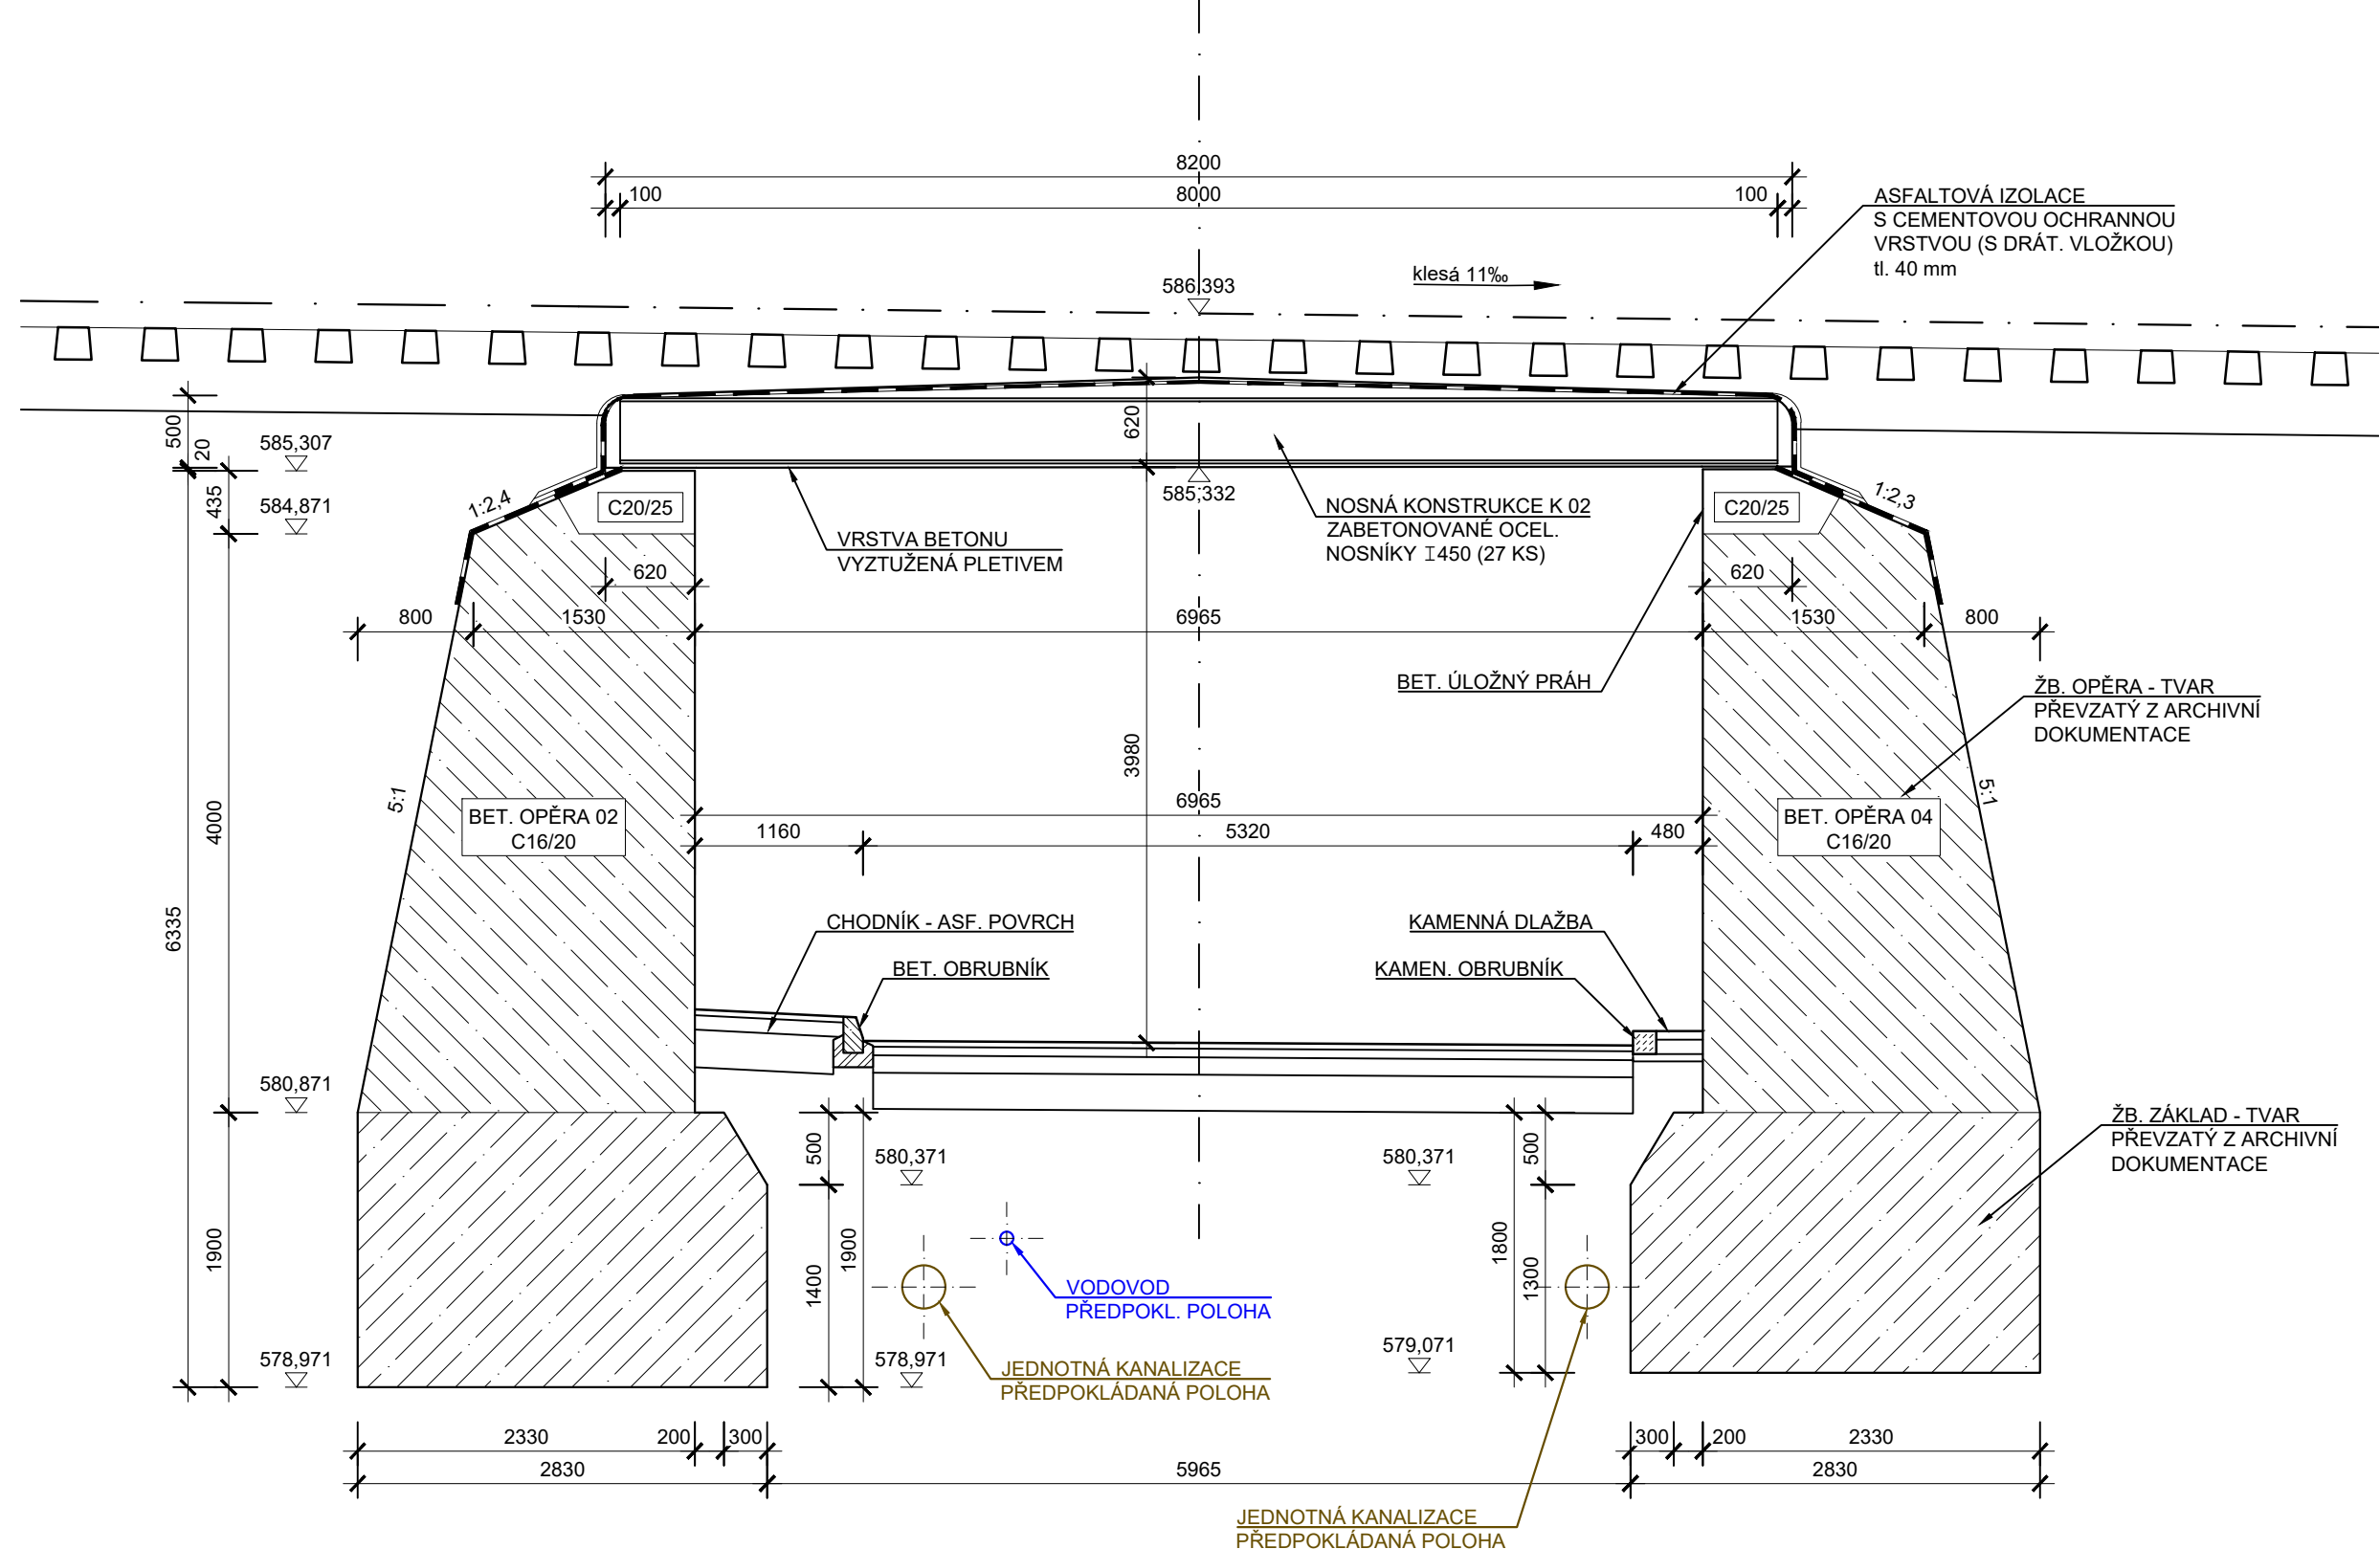 8200
100
8000
100
ASFALTOVÁ IZOLACE
S CEMENTOVOU OCHRANNOU
VRSTVOU (S DRÁT. VLOŽKOU)
tl. 40 mm
klesá 11‰
586,393
500
20
620
585,307
435
584,871
1:2,4
C20/25
585,332
NOSNÁ KONSTRUKCE K 02
ZABETONOVANÉ OCEL.
NOSNÍKY I450 (27 KS)
C20/25
1:2,3
VRSTVA BETONU
VYZTUŽENÁ PLETIVEM
620
620
800
1530
6965
1530
800
BET. ÚLOŽNÝ PRÁH
ŽB. OPĚRA - TVAR
PŘEVZATÝ Z ARCHIVNÍ
DOKUMENTACE
3980
5:1
5:1
4000
6335
BET. OPĚRA 02
C16/20
6965
1160
5320
480
BET. OPĚRA 04
C16/20
CHODNÍK - ASF. POVRCH
KAMENNÁ DLAŽBA
BET. OBRUBNÍK
KAMEN. OBRUBNÍK
580,871
ŽB. ZÁKLAD - TVAR
PŘEVZATÝ Z ARCHIVNÍ
DOKUMENTACE
500
580,371
580,371
500
1900
1400
1900
1800
1300
VODOVOD
PŘEDPOKL. POLOHA
578,971
578,971
579,071
JEDNOTNÁ KANALIZACE
PŘEDPOKLÁDANÁ POLOHA
2330
200
300
300
200
2330
2830
5965
2830
JEDNOTNÁ KANALIZACE
PŘEDPOKLÁDANÁ POLOHA